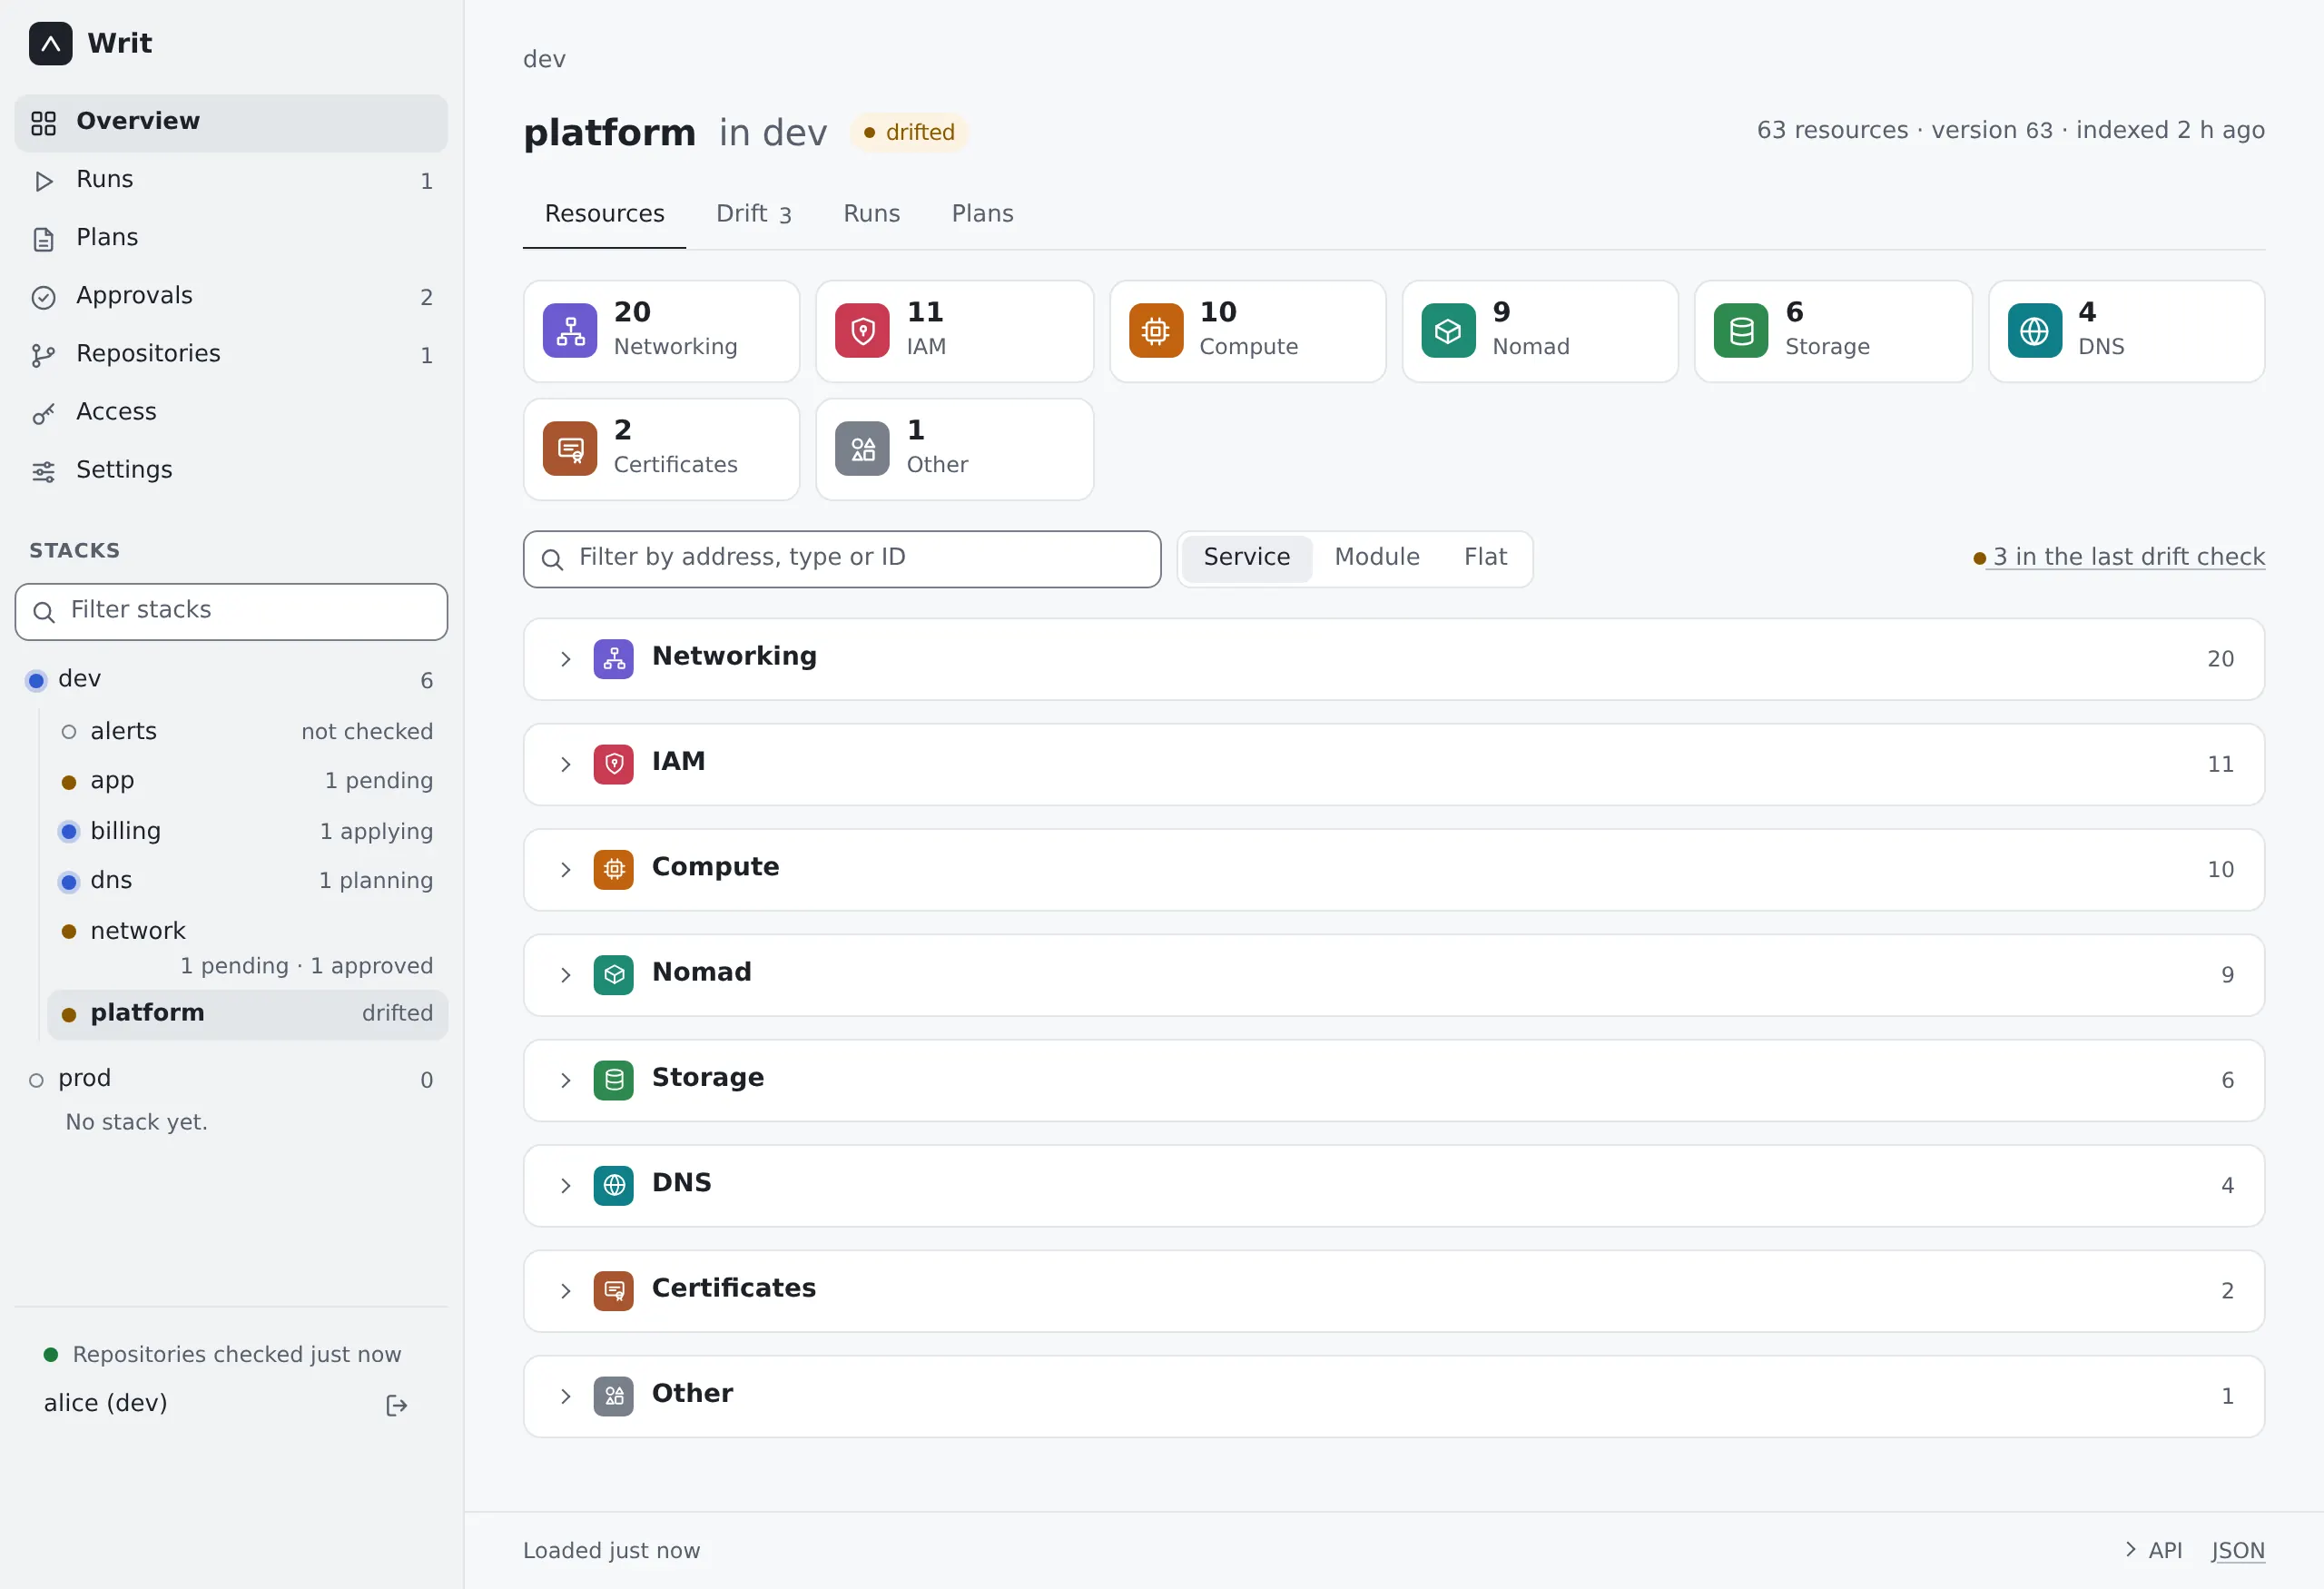 Writ
Overview
Runs 1
Plans
Approvals 2
Repositories 1
Access
Settings
STACKS
Filter stacks
dev 6
alerts not checked
app 1 pending
billing 1 applying
dns 1 planning
network
1 pending · 1 approved
platform drifted
prod 0
No stack yet.
Repositories checked just now
alice (dev)
dev
platform in dev drifted
63 resources · version 63 · indexed 2 h ago
Resources Drift 3 Runs Plans
20
Networking
11
IAM
10
Compute
9
Nomad
6
Storage
4
DNS
2
Certificates
1
Other
Filter by address, type or ID
Service Module Flat
3 in the last drift check
Networking 20
IAM 11
Compute 10
Nomad 9
Storage 6
DNS 4
Certificates 2
Other 1
Loaded just now
API JSON